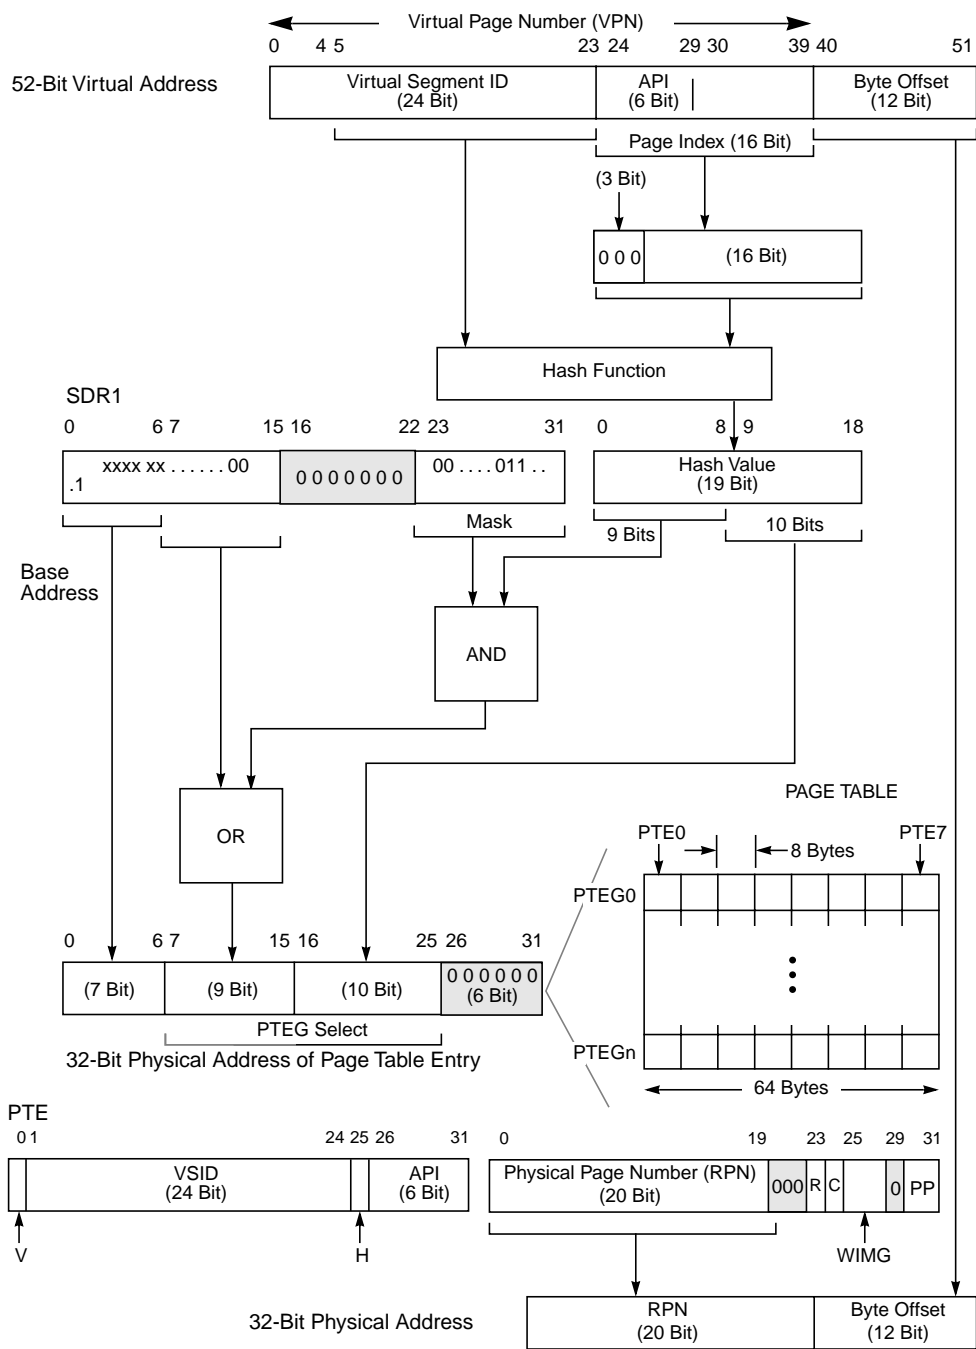 Virtual Page Number (VPN)
0 4 5 23 24 29 30 39 40 51
52-Bit Virtual Address
Virtual Segment ID
(24 Bit)
API
(6 Bit)
Byte Offset
(12 Bit)
Page Index (16 Bit)
(3 Bit)
0 0 0
(16 Bit)
Hash Function
SDR1
0 6 7 15 16 22 23 31
0 8 9 18
xxxx xx . . . . . . 00
.1
0 0 0 0 0 0 0
00 . . . . 011 . .
Hash Value
(19 Bit)
Mask
9 Bits
10 Bits
Base
Address
AND
OR
PAGE TABLE
PTE0
8 Bytes
PTE7
PTEG0
0 6 7 15 16 25 26 31
(7 Bit)
(9 Bit)
(10 Bit)
0 0 0 0 0 0
(6 Bit)
PTEG Select
32-Bit Physical Address of Page Table Entry
PTEGn
64 Bytes
PTE
0 1 24 25 26 31
0 19 23 25 29 31
VSID
(24 Bit)
API
(6 Bit)
Physical Page Number (RPN)
(20 Bit)
000 R C 0 PP
V
H
WIMG
32-Bit Physical Address
RPN
(20 Bit)
Byte Offset
(12 Bit)